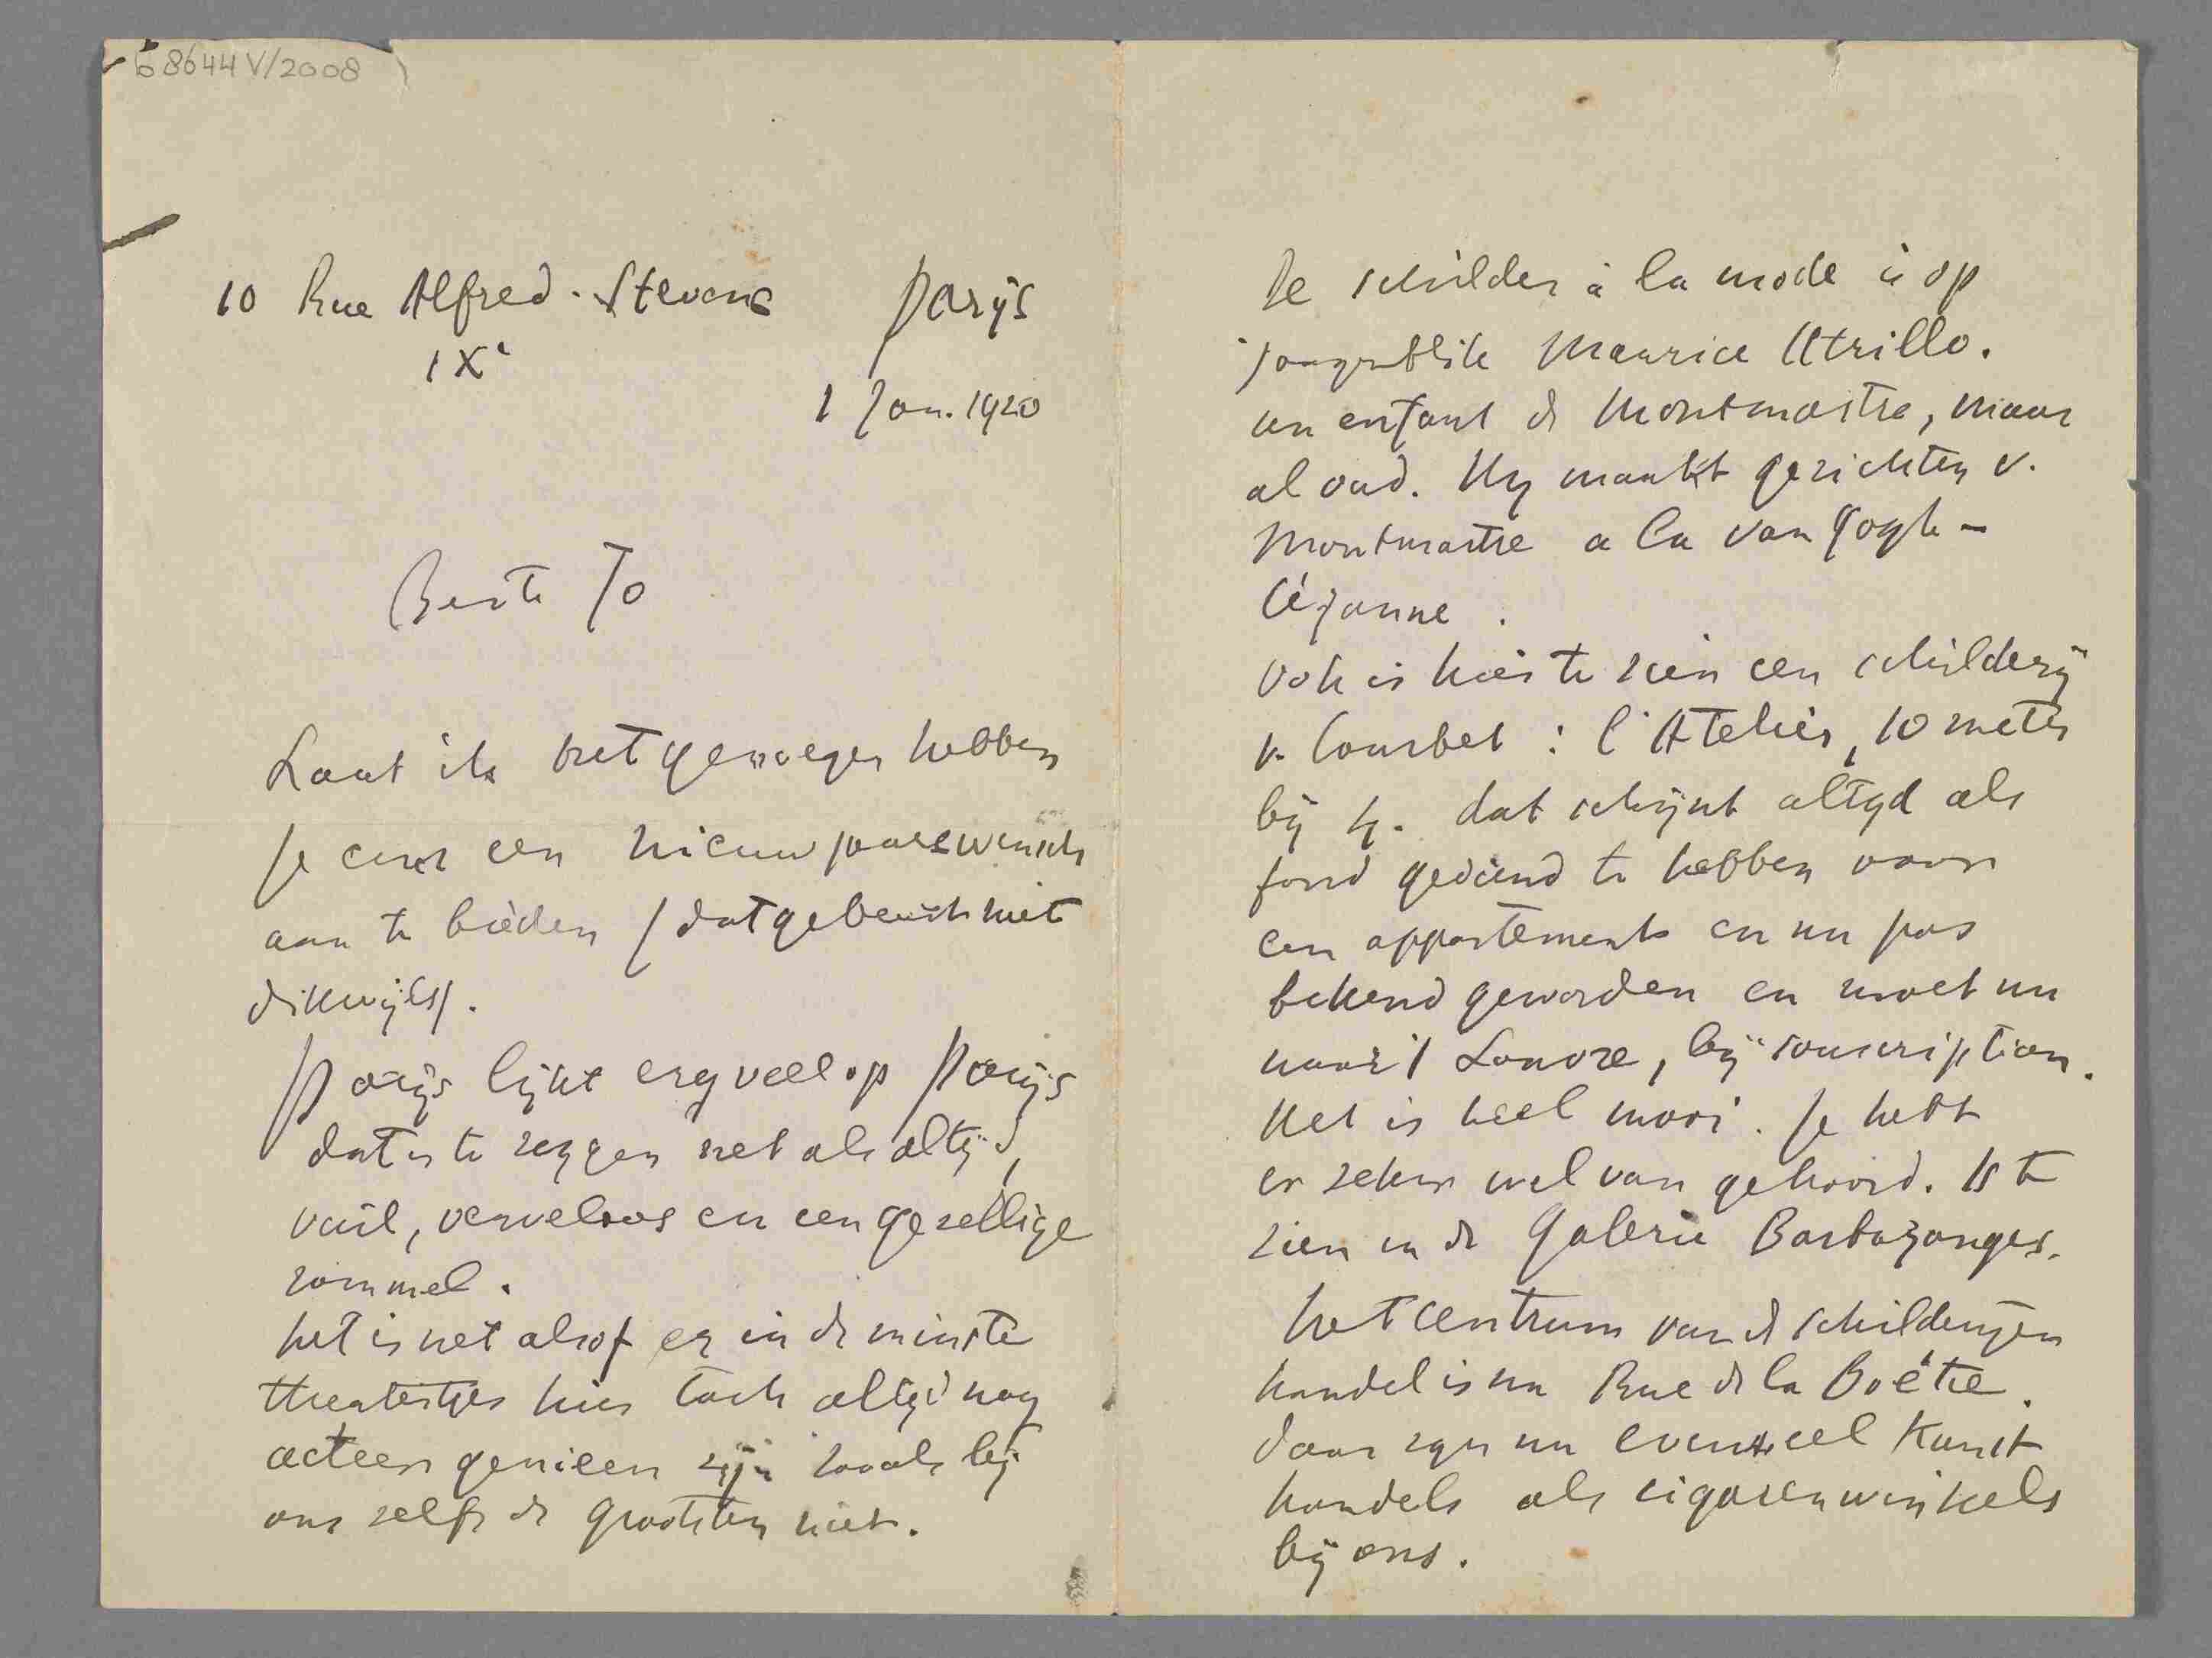 b 8644 V/2008
10 Rue Alfred-Stevens Parijs
IXe
1 Jan. 1920
Beste Jo
Laat ik het genoegen hebben
je eens een nieuwjaarswensch
aan te bieden (dat gebeurt niet
dikwijls).
Parijs lijkt erg veel op Parijs
dat is te zeggen net als altijd,
vuil, verveloos en een gezellige
rommel.
het is net alsof er in de minste
theatertjes hier toch altijd nog
acteer genieen zijn zooals bij
ons zelfs de grootsten niet.
De schilder à la mode is op
't oogenblik Maurice Utrillo.
un enfant de Montmartre, maar
al oud. Hij maakt gezichten v.
Montmartre a la van Gogh-
Cézanne.
Ook is hier te zien een schilderij
v. Courbet: l'Atelier, 10 meter
bij 4. dat schijnt altijd als
fond gediend te hebben voor
een appartement en nu pas
bekend geworden en moet nu
naar 't Louvre, bij souscription.
Het is heel mooi. Je hebt
er zeker wel van gehoord. Is te
zien in de Galerie Barbazanges.
het centrum van de schilderijen
handel is nu Rue de la Boëtie.
daar zijn nu evenveel Kunst
handels als sigarenwinkels
bij ons.